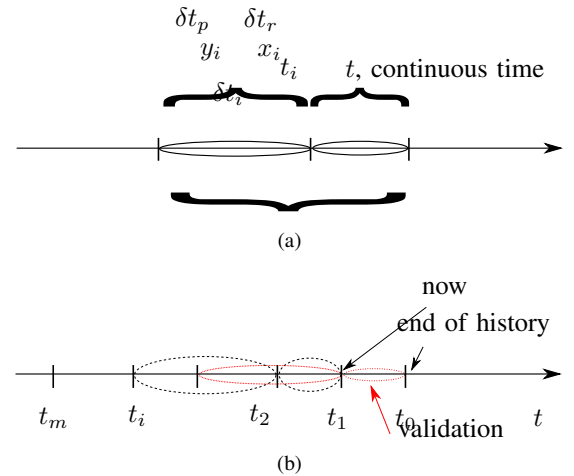 δt_p δt_r
y_i x_i
t_i t, continuous time
δt_i
(a)
now
end of history
t_m t_i t_2 t_1 t_0 t
validation
(b)